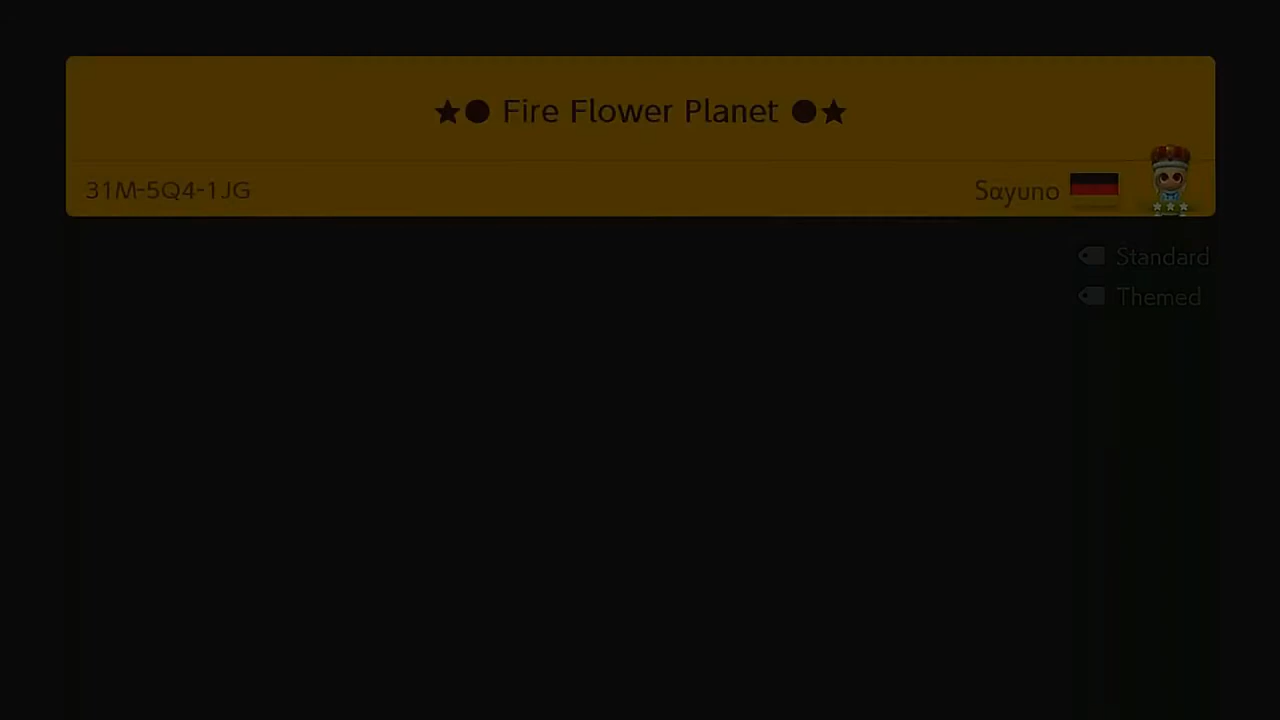 ★● Fire Flower Planet ●★
31M-5Q4-1JG
Sαyuno
Standard
Themed